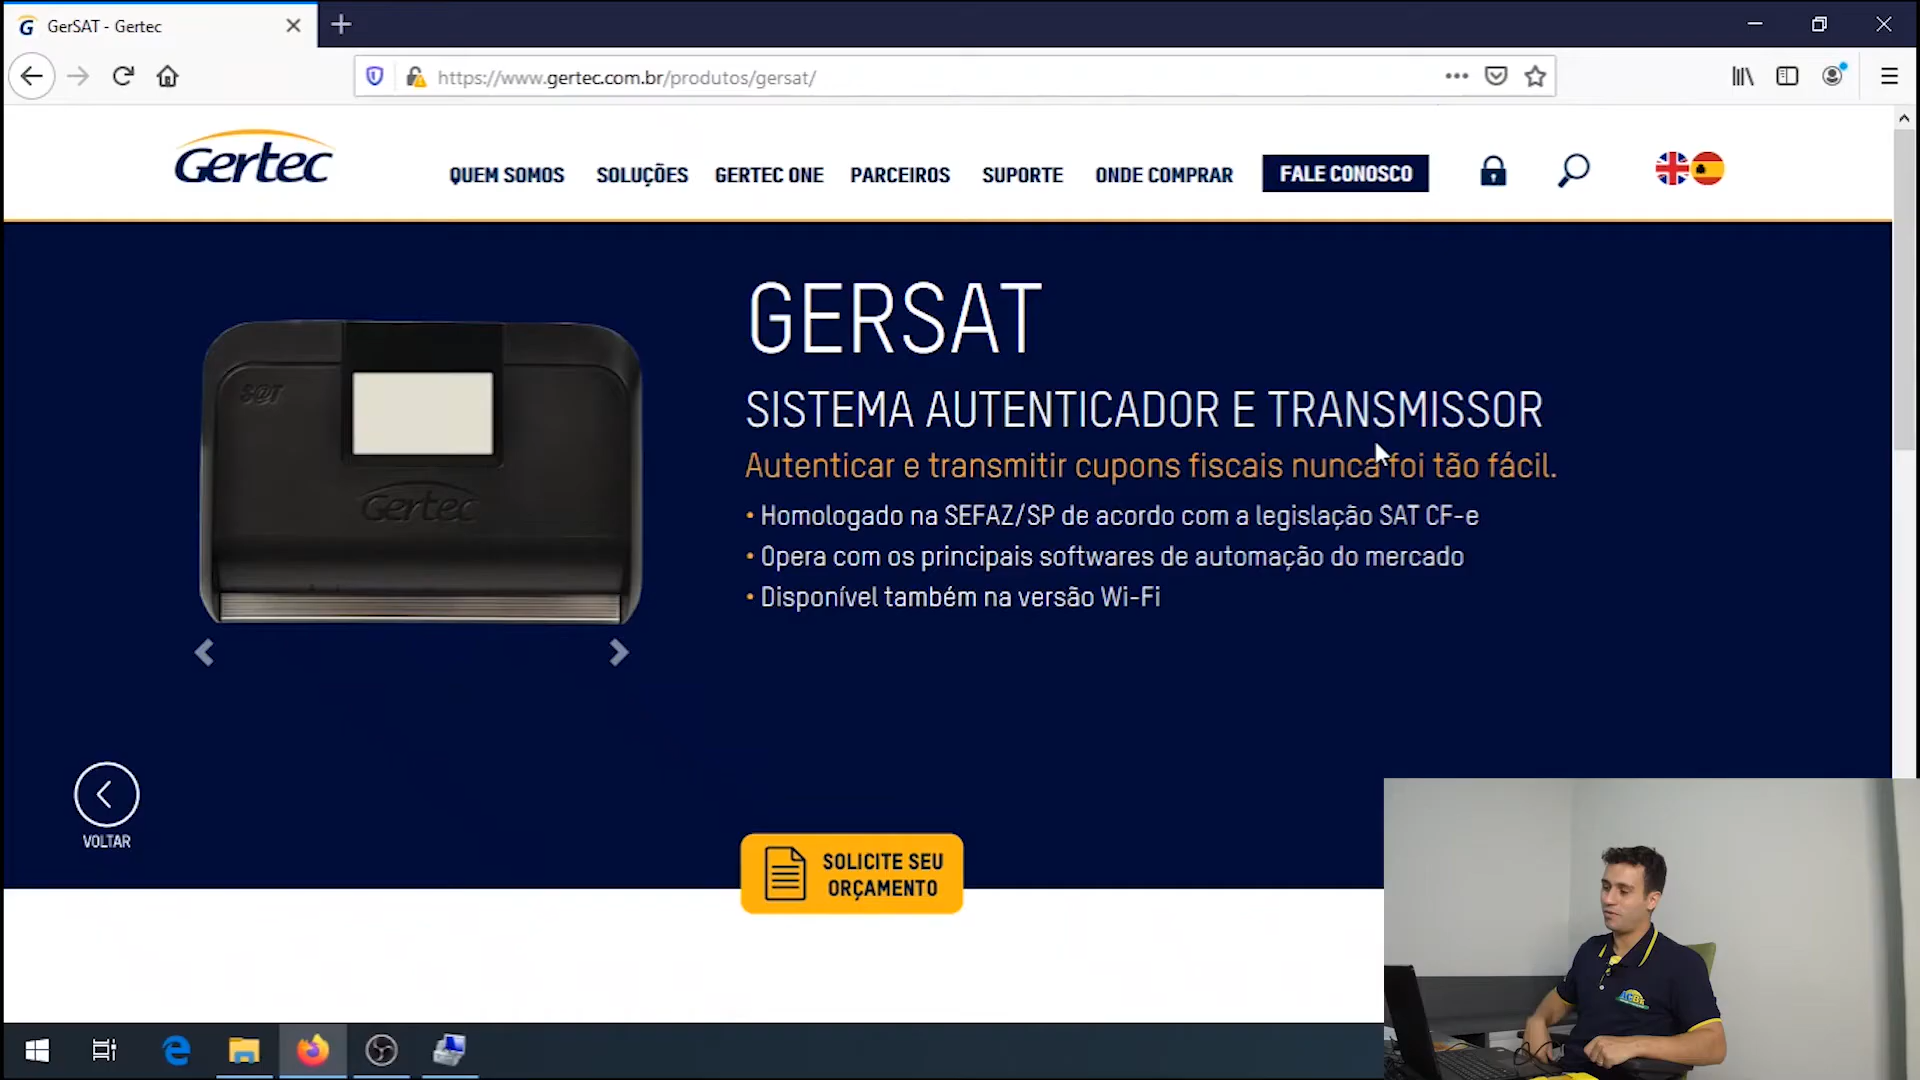 GerSAT - Gertec
https://www.gertec.com.br/produtos/gersat/
Gertec
QUEM SOMOS
SOLUÇÕES
GERTEC ONE
PARCEIROS
SUPORTE
ONDE COMPRAR
FALE CONOSCO
GERSAT
SISTEMA AUTENTICADOR E TRANSMISSOR
Autenticar e transmitir cupons fiscais nunca foi tão fácil.
• Homologado na SEFAZ/SP de acordo com a legislação SAT CF-e
• Opera com os principais softwares de automação do mercado
• Disponível também na versão Wi-Fi
S@T
Gertec
VOLTAR
SOLICITE SEU
ORÇAMENTO
ACBr